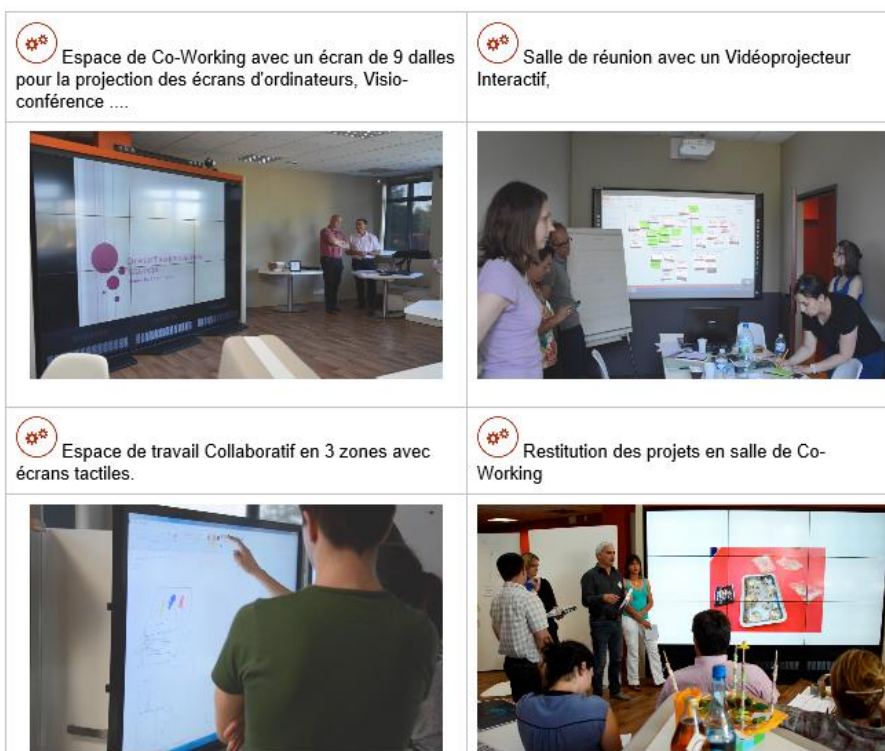 Espace de Co-Working avec un écran de 9 dalles
pour la projection des écrans d'ordinateurs, Visio-
conférence ....
Salle de réunion avec un Vidéoprojecteur
Interactif,
Espace de travail Collaboratif en 3 zones avec
écrans tactiles.
Restitution des projets en salle de Co-
Working